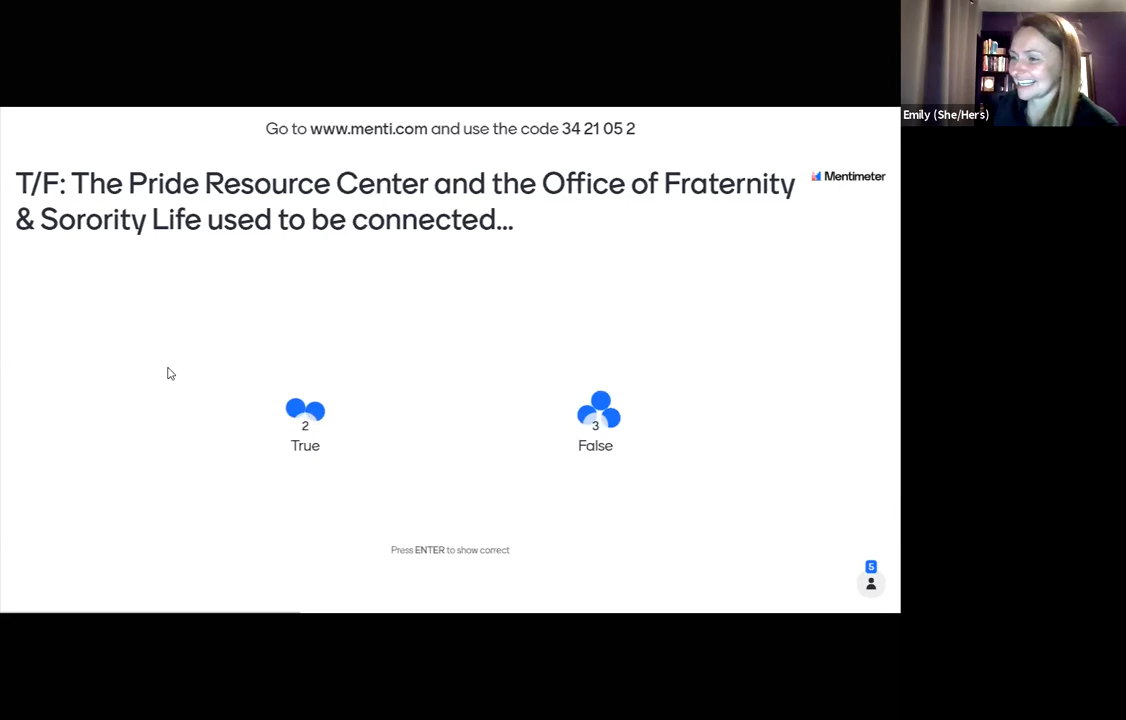 Emily (She/Hers)
Go to www.menti.com and use the code 34 21 05 2
T/F: The Pride Resource Center and the Office of Fraternity
& Sorority Life used to be connected...
Mentimeter
2
True
3
False
Press ENTER to show correct
5